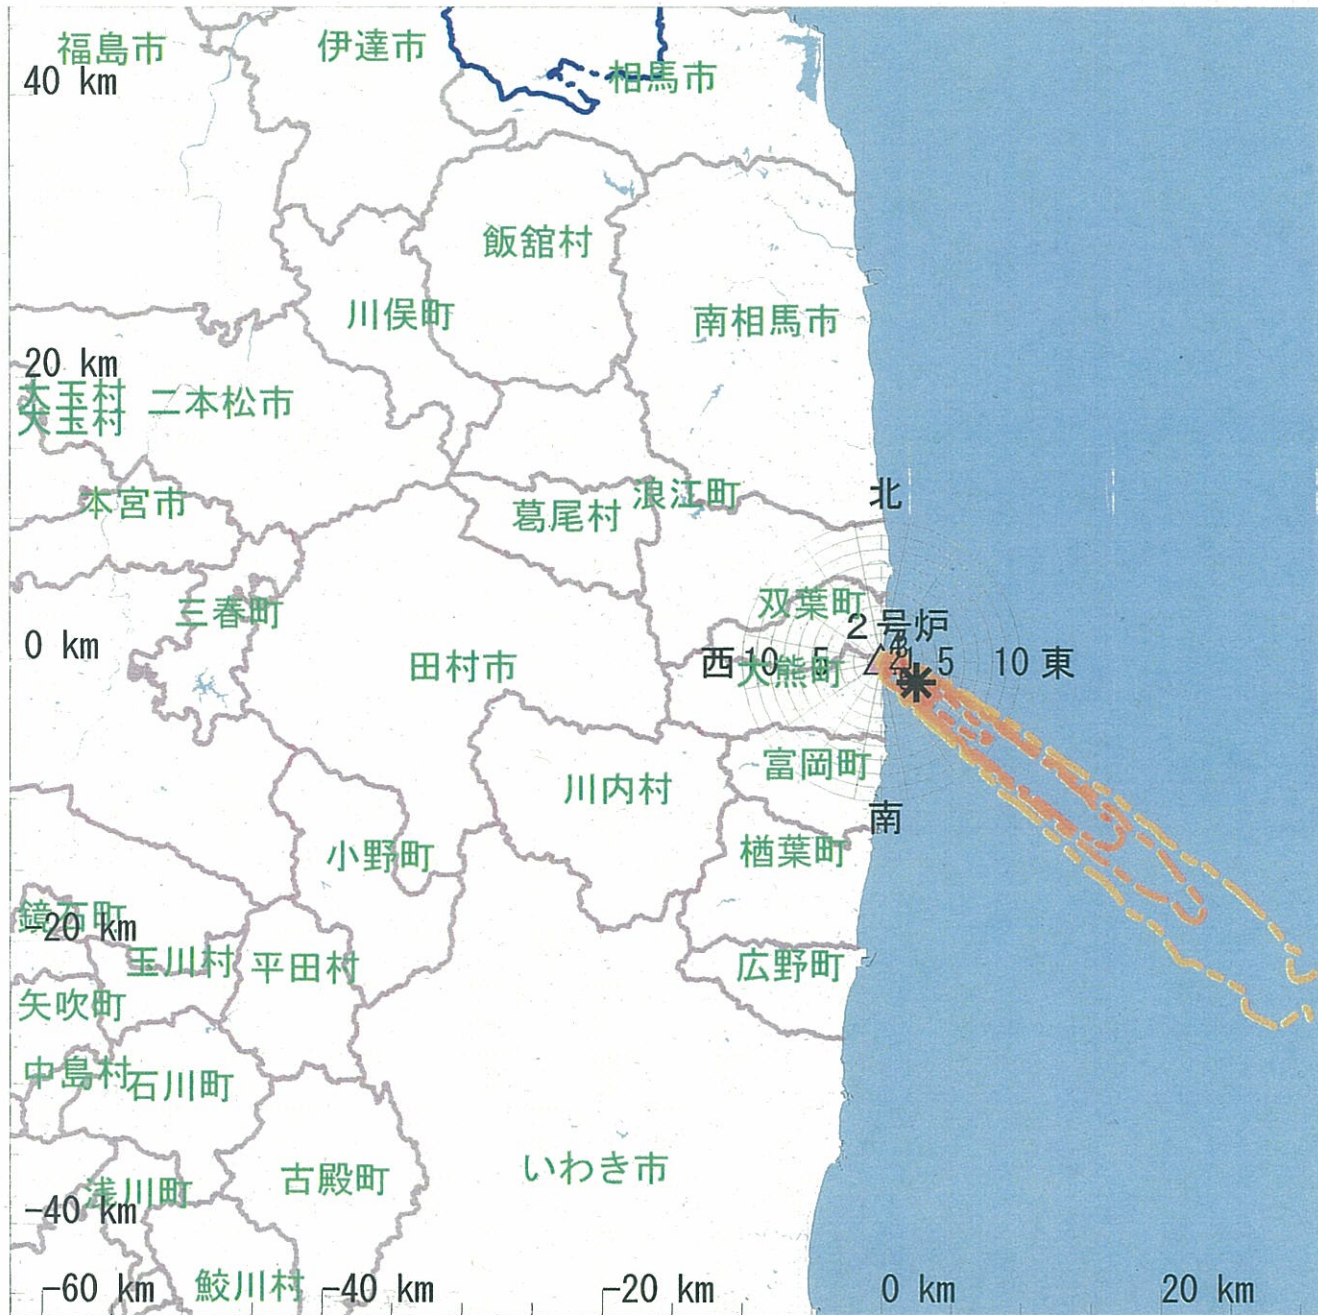 福島市
伊達市
相馬市
40 km
飯舘村
川俣町
南相馬市
20 km
大玉村
二本松市
大玉村
本宮市
葛尾村
浪江町
北
三春町
双葉町
2号炉
0 km
田村市
西
10
5
大熊町
5
10
東
川内村
富岡町
南
小野町
楢葉町
鏡石町
-20 km
玉川村
平田村
広野町
矢吹町
中島村
石川町
いわき市
古殿町
浅川町
-40 km
鮫川村
-60 km
-40 km
-20 km
0 km
20 km